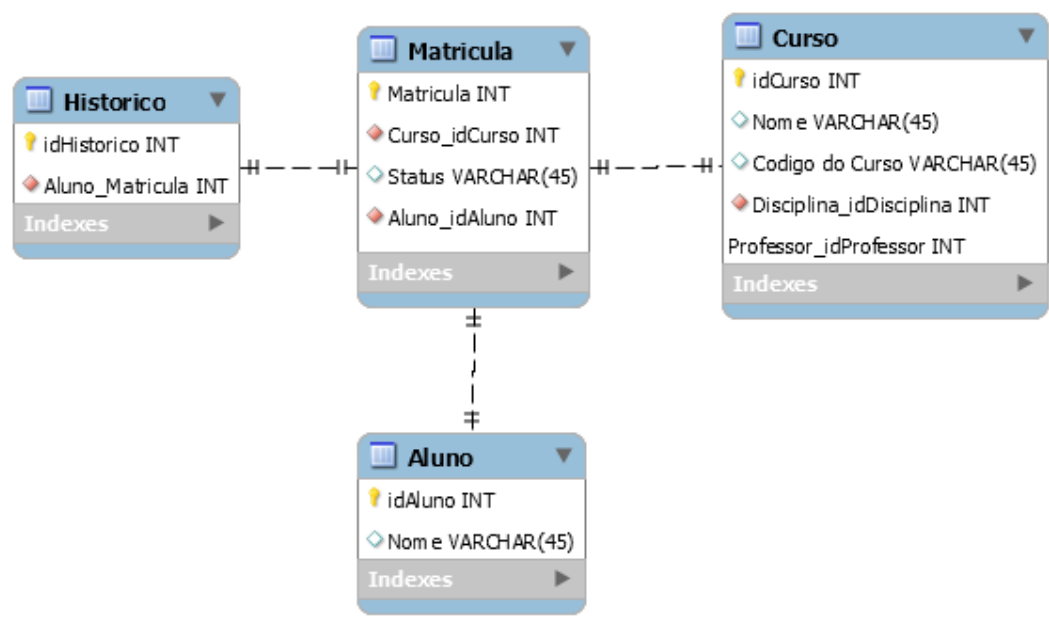 Historico
idHistorico INT
Aluno_Matricula INT
Indexes
Matricula
Matricula INT
Curso_idCurso INT
Status VARCHAR(45)
Aluno_idAluno INT
Indexes
Curso
idCurso INT
Nome VARCHAR(45)
Codigo do Curso VARCHAR(45)
Disciplina_idDisciplina INT
Professor_idProfessor INT
Indexes
Aluno
idAluno INT
Nome VARCHAR(45)
Indexes